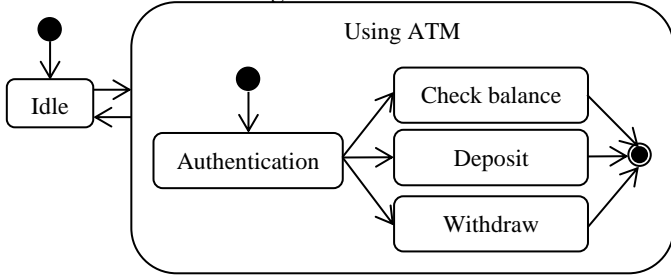 Using ATM
Idle
Check balance
Authentication
Deposit
Withdraw